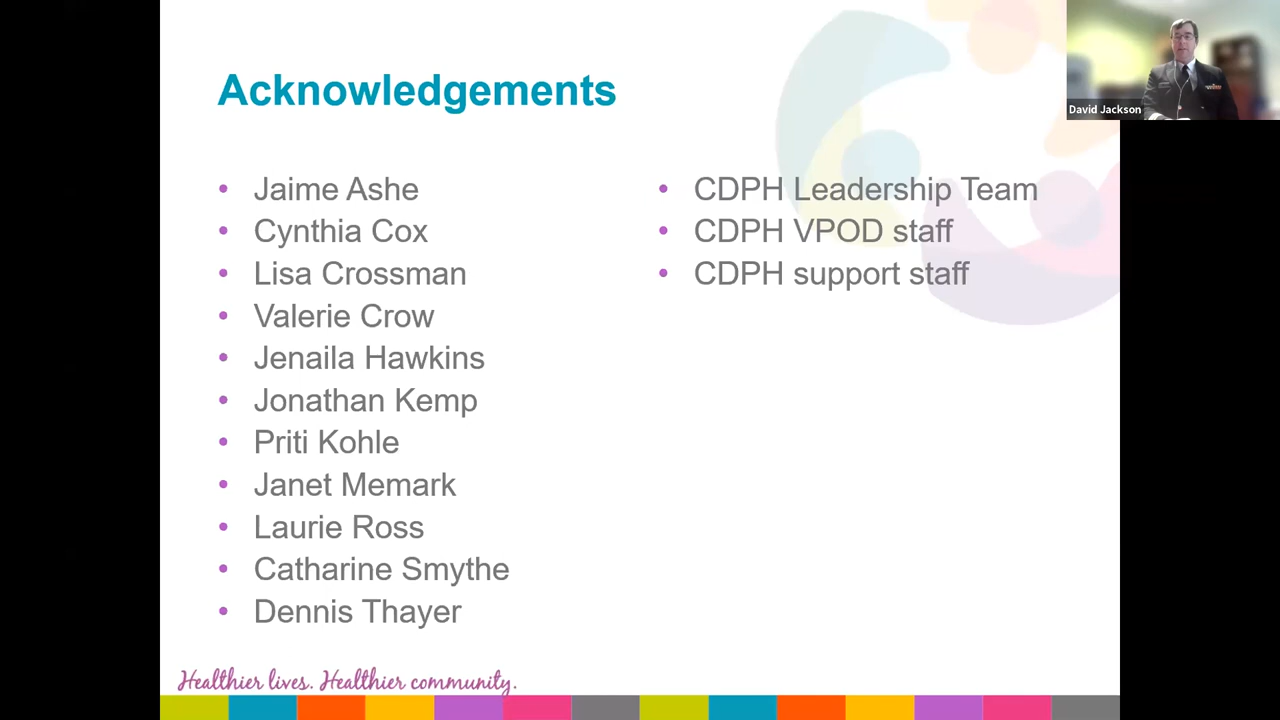 Acknowledgements
David Jackson
• Jaime Ashe
• Cynthia Cox
• Lisa Crossman
• Valerie Crow
• Jenaila Hawkins
• Jonathan Kemp
• Priti Kohle
• Janet Memark
• Laurie Ross
• Catharine Smythe
• Dennis Thayer
• CDPH Leadership Team
• CDPH VPOD staff
• CDPH support staff
Healthier lives. Healthier community.